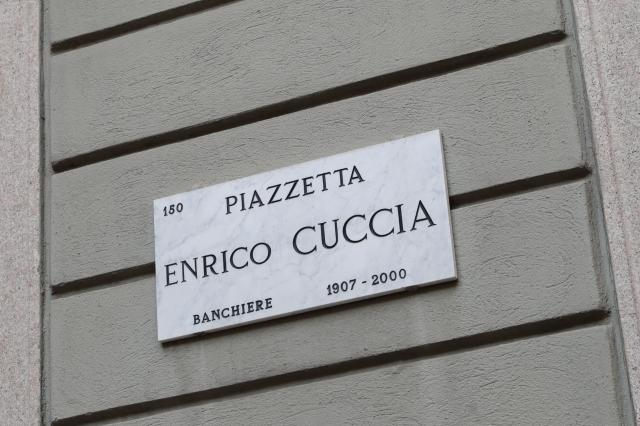 150 PIAZZETTA
ENRICO CUCCIA
BANCHIERE 1907 - 2000